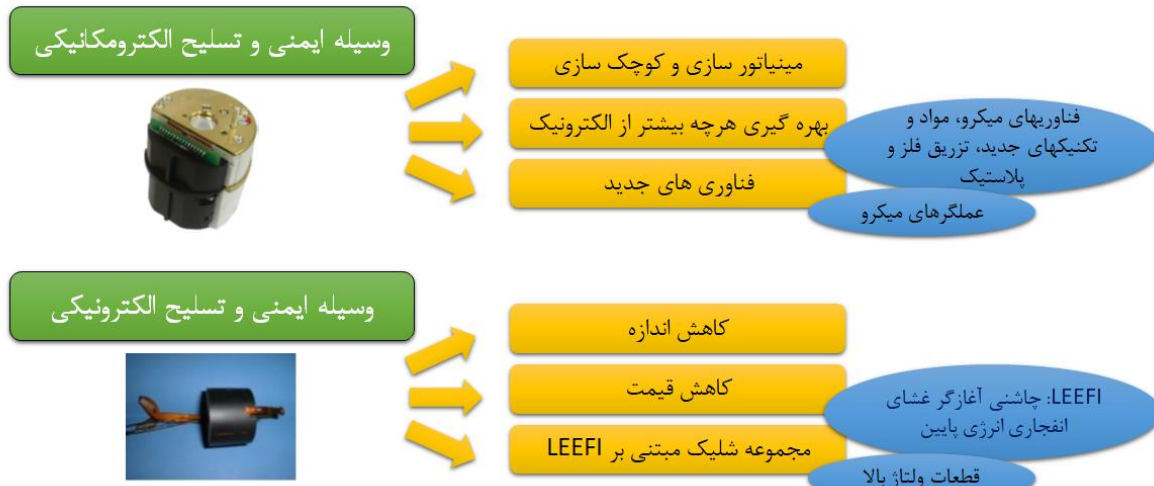 وسیله ایمنی و تسلیح الکترومکانیکی
مینیاتور سازی و کوچک سازی
بهره گیری هرچه بیشتر از الکترونیک
فناوری های جدید
فناوریهای میکرو، مواد و
تکنیکهای جدید، تزریق فلز و
پلاستیک
عملگرهای میکرو
وسیله ایمنی و تسلیح الکترونیکی
کاهش اندازه
کاهش قیمت
مجموعه شلیک مبتنی بر LEEFI
LEEFI: چاشنی آغازگر غشای
انفجاری انرژی پایین
قطعات ولتاژ بالا